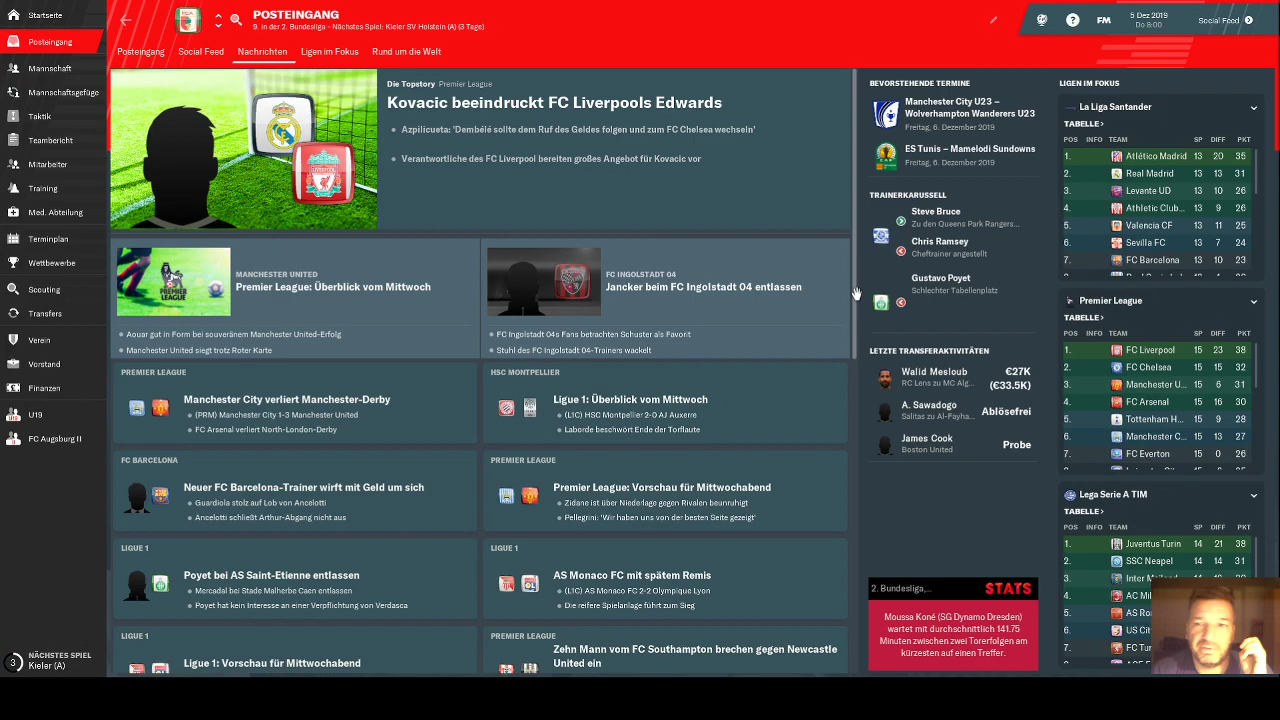 Startseite
Posteingang
Mannschaft
Mannschaftsgefüge
Taktik
Teambericht
Mitarbeiter
Training
Med. Abteilung
Terminplan
Wettbewerbe
Scouting
Transfers
Verein
Vorstand
Finanzen
U19
FC Augsburg II
3 NÄCHSTES SPIEL
Kieler (A)
POSTEINGANG
9. in der 2. Bundesliga - Nächstes Spiel: Kieler SV Holstein (A) (3 Tage)
FM
5 Dez 2019
Do 8:00
Social Feed
Posteingang Social Feed Nachrichten Ligen im Fokus Rund um die Welt
Die Topstory Premier League
Kovacic beeindruckt FC Liverpools Edwards
Azpilicueta: 'Dembélé sollte dem Ruf des Geldes folgen und zum FC Chelsea wechseln'
Verantwortliche des FC Liverpool bereiten großes Angebot für Kovacic vor
MANCHESTER UNITED
Premier League: Überblick vom Mittwoch
Aouar gut in Form bei souveränem Manchester United-Erfolg
Manchester United siegt trotz Roter Karte
FC INGOLSTADT 04
Jancker beim FC Ingolstadt 04 entlassen
FC Ingolstadt 04s Fans betrachten Schuster als Favorit
Stuhl des FC Ingolstadt 04-Trainers wackelt
PREMIER LEAGUE
Manchester City verliert Manchester-Derby
(PRM) Manchester City 1-3 Manchester United
FC Arsenal verliert North-London-Derby
HSC MONTPELLIER
Ligue 1: Überblick vom Mittwoch
(L1C) HSC Montpellier 2-0 AJ Auxerre
Laborde beschwört Ende der Torflaute
FC BARCELONA
Neuer FC Barcelona-Trainer wirft mit Geld um sich
Guardiola stolz auf Lob von Ancelotti
Ancelotti schließt Arthur-Abgang nicht aus
PREMIER LEAGUE
Premier League: Vorschau für Mittwochabend
Zidane ist über Niederlage gegen Rivalen beunruhigt
Pellegrini: 'Wir haben uns von der besten Seite gezeigt'
LIGUE 1
Poyet bei AS Saint-Etienne entlassen
Mercadal bei Stade Malherbe Caen entlassen
Poyet hat kein Interesse an einer Verpflichtung von Verdasca
LIGUE 1
AS Monaco FC mit spätem Remis
(L1C) AS Monaco FC 2-2 Olympique Lyon
Die reifere Spielanlage führt zum Sieg
LIGUE 1
Ligue 1: Vorschau für Mittwochabend
PREMIER LEAGUE
Zehn Mann vom FC Southampton brechen gegen Newcastle
United ein
BEVORSTEHENDE TERMINE
Manchester City U23 –
Wolverhampton Wanderers U23
Freitag, 6. Dezember 2019
ES Tunis – Mamelodi Sundowns
Freitag, 6. Dezember 2019
TRAINERKARUSSELL
Steve Bruce
Zu den Queens Park Rangers...
Chris Ramsey
Cheftrainer angestellt
Gustavo Poyet
Schlechter Tabellenplatz
LETZTE TRANSFERAKTIVITÄTEN
Walid Mesloub €27K
RC Lens zu MC Alg... (€33.5K)
A. Sawadogo Ablösefrei
Salitas zu Al-Fayha...
James Cook Probe
Boston United
2. Bundesliga,... STATS
Moussa Koné (SG Dynamo Dresden)
wartet mit durchschnittlich 141.75
Minuten zwischen zwei Torerfolgen am
kürzesten auf einen Treffer.
LIGEN IM FOKUS
La Liga Santander
TABELLE >
POS INFO TEAM SP DIFF PKT
1. Atlético Madrid 13 20 35
2. Real Madrid 13 13 28
3. Levante UD 13 10 26
4. Athletic Club... 13 9 26
5. Valencia CF 13 11 25
6. Sevilla FC 13 7 24
7. FC Barcelona 13 10 23
Premier League
TABELLE >
POS INFO TEAM SP DIFF PKT
1. FC Liverpool 15 23 38
2. FC Chelsea 15 15 32
3. Manchester U... 15 6 31
4. FC Arsenal 15 16 30
5. Tottenham H... 15 9 28
6. Manchester C... 15 13 27
7. FC Everton 15 0 26
Lega Serie A TIM
TABELLE >
POS INFO TEAM SP DIFF PKT
1. Juventus Turin 14 21 38
2. SSC Neapel 14 14
3. Inter
4. AC Mil
5. AS Ro
6. US Cit
7. FC Tur